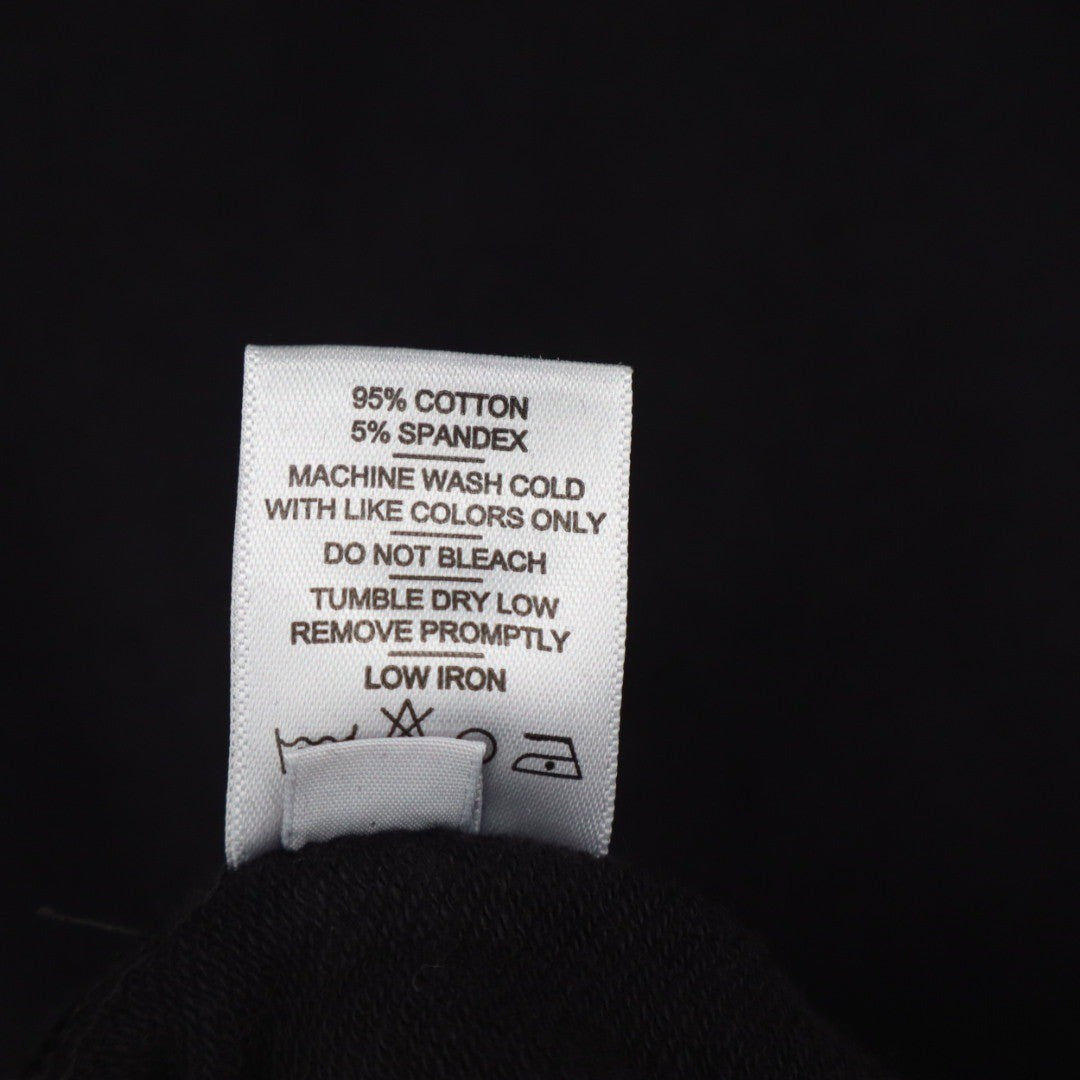 95% COTTON
5% SPANDEX
MACHINE WASH COLD
WITH LIKE COLORS ONLY
DO NOT BLEACH
TUMBLE DRY LOW
REMOVE PROMPTLY
LOW IRON